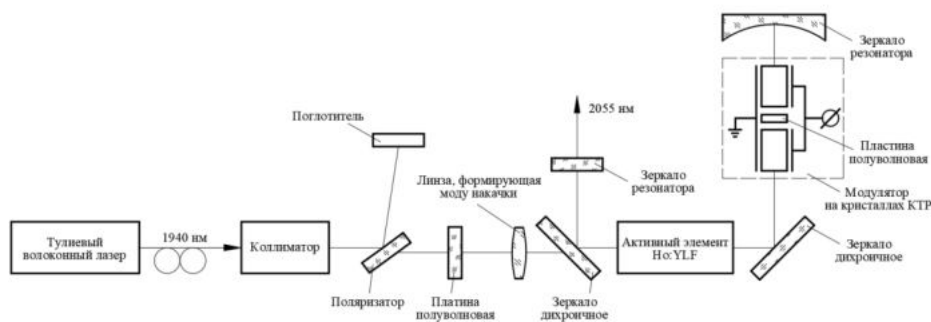 Зеркало
резонатора
Поглотитель
2055 нм
Пластина
полуволновая
Линза, формирующая
моду накачки
Зеркало
резонатора
Модулятор
на кристаллах КТР
Тулиевый
волоконный лазер
1940 нм
Коллиматор
Активный элемент
Ho:YLF
Зеркало
дихроичное
Поляризатор
Платина
полуволновая
Зеркало
дихроичное